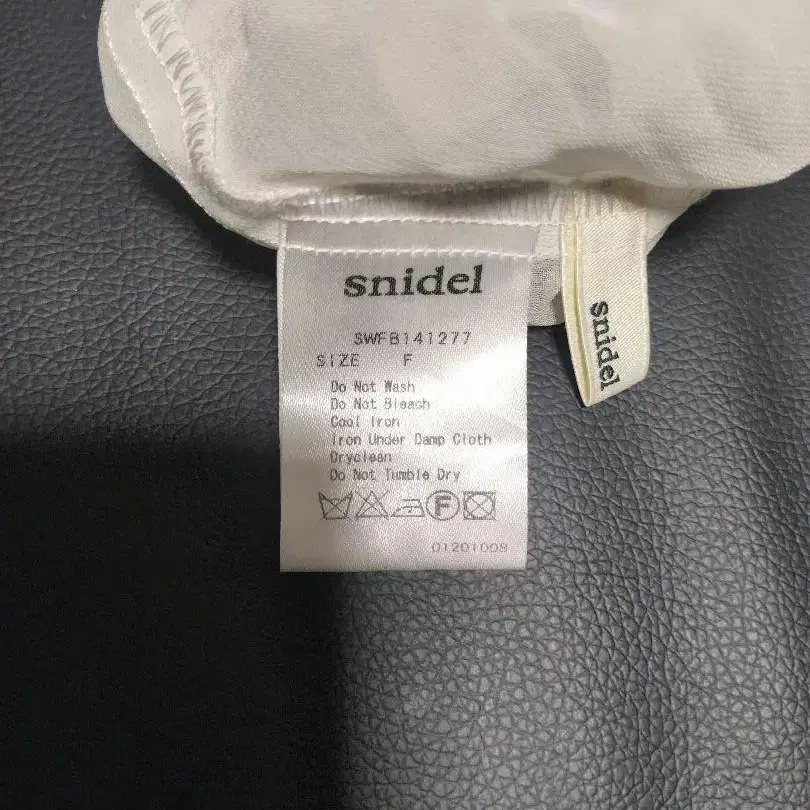 snidel
SWFB141277
SIZE F
Do Not Wash
Do Not Bleach
Cool Iron
Iron Under Damp Cloth
Dryclean
Do Not Tumble Dry
F
01201008
snidel